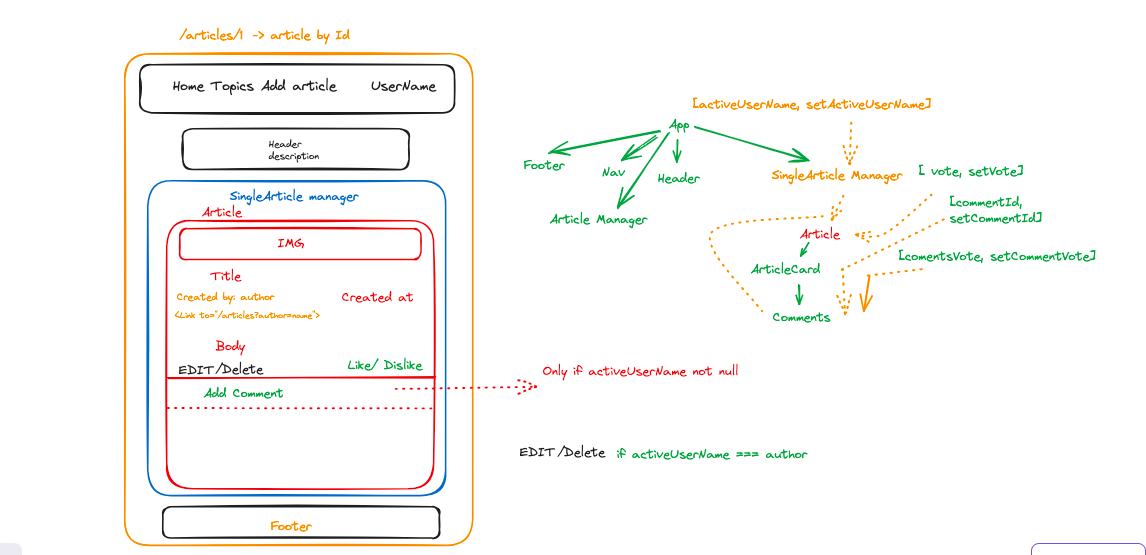 /articles/1 -> article by Id
Home Topics Add article UserName
Header
description
SingleArticle manager
Article
IMG
Title
Created by: author
Created at
<Link to="/articles?author=name">
Body
EDIT/Delete
Like/ Dislike
Add Comment
Footer
[activeUserName, setActiveUserName]
App
Footer
Nav
Header
Article Manager
SingleArticle Manager
[ vote, setVote]
[commentId,
setCommentId]
Article
[comentsVote, setCommentVote]
ArticleCard
Comments
Only if activeUserName not null
EDIT/Delete if activeUserName === author